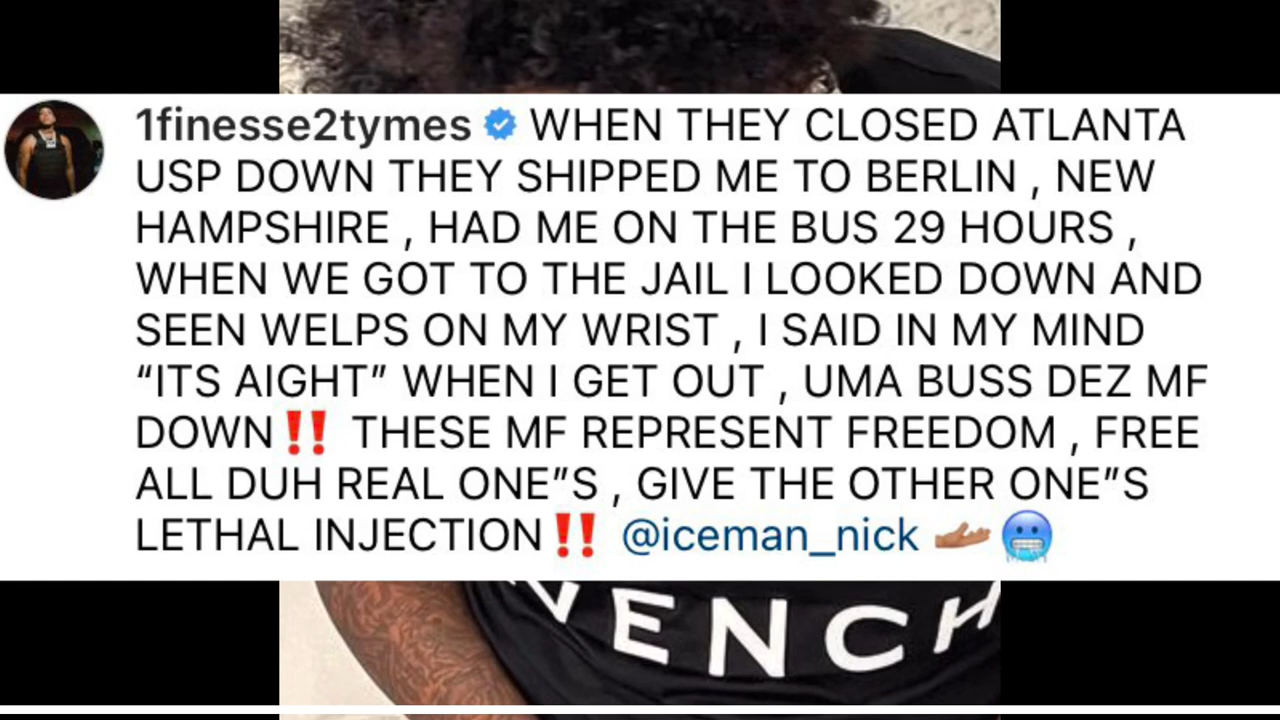 1finesse2tymes WHEN THEY CLOSED ATLANTA
USP DOWN THEY SHIPPED ME TO BERLIN , NEW
HAMPSHIRE , HAD ME ON THE BUS 29 HOURS ,
WHEN WE GOT TO THE JAIL I LOOKED DOWN AND
SEEN WELPS ON MY WRIST , I SAID IN MY MIND
“ITS AIGHT” WHEN I GET OUT , UMA BUSS DEZ MF
DOWN‼️ THESE MF REPRESENT FREEDOM , FREE
ALL DUH REAL ONE”S , GIVE THE OTHER ONE”S
LETHAL INJECTION‼️ @iceman_nick 🫴🏽🥶
VENCH